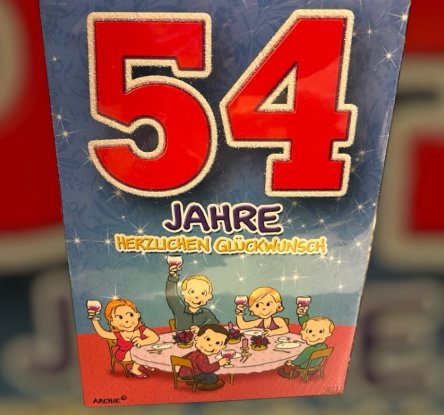 54
JAHRE
HERZLICHEN GLÜCKWUNSCH
ARCHIE©